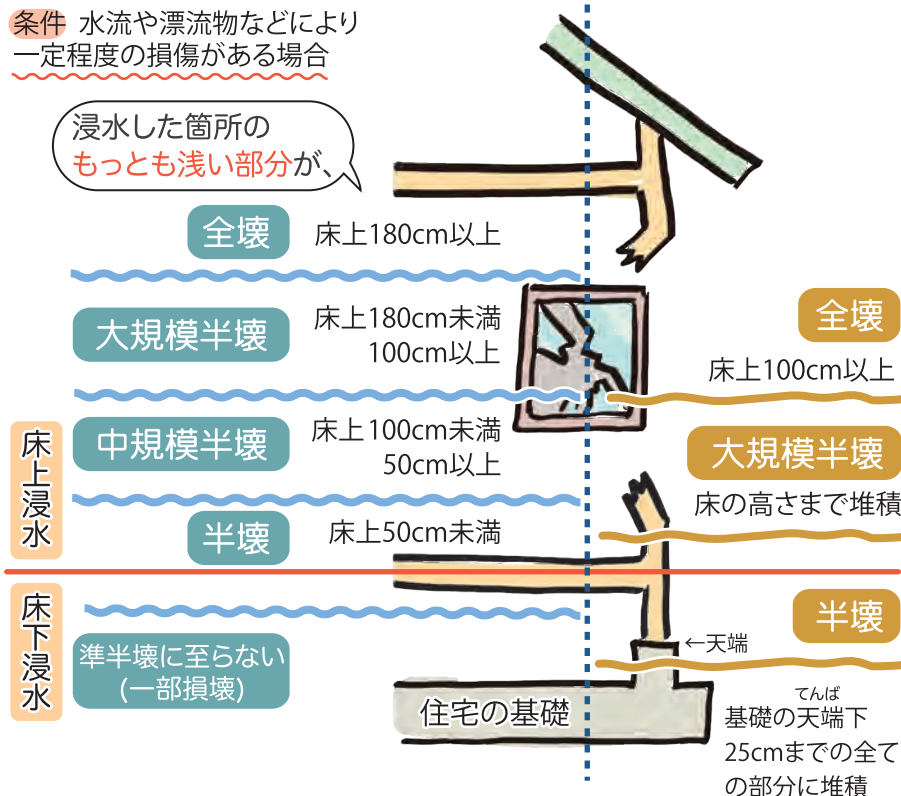 条件 水流や漂流物などにより
一定程度の損傷がある場合
浸水した箇所の
もっとも浅い部分が、
全壊 床上180cm以上
大規模半壊 床上180cm未満
100cm以上
中規模半壊 床上100cm未満
50cm以上
半壊 床上50cm未満
床上浸水
床下浸水
準半壊に至らない
(一部損壊)
住宅の基礎
全壊
床上100cm以上
大規模半壊
床の高さまで堆積
半壊
←天端
てんば
基礎の天端下
25cmまでの全て
の部分に堆積